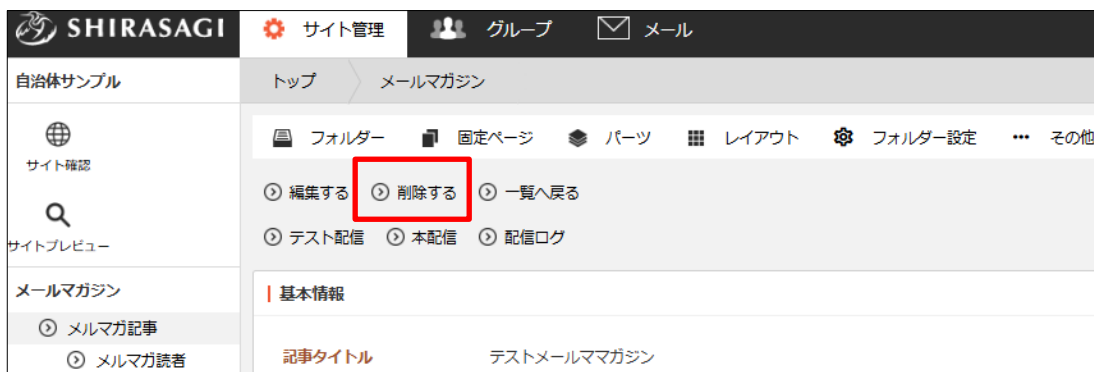 SHIRASAGI サイト管理 グループ メール
自治体サンプル
トップ メールマガジン
サイト確認
サイトプレビュー
メールマガジン
メルマガ記事
メルマガ読者
フォルダー 固定ページ パーツ レイアウト フォルダー設定 その他
編集する 削除する 一覧へ戻る
テスト配信 本配信 配信ログ
基本情報
記事タイトル テストメールママガジン